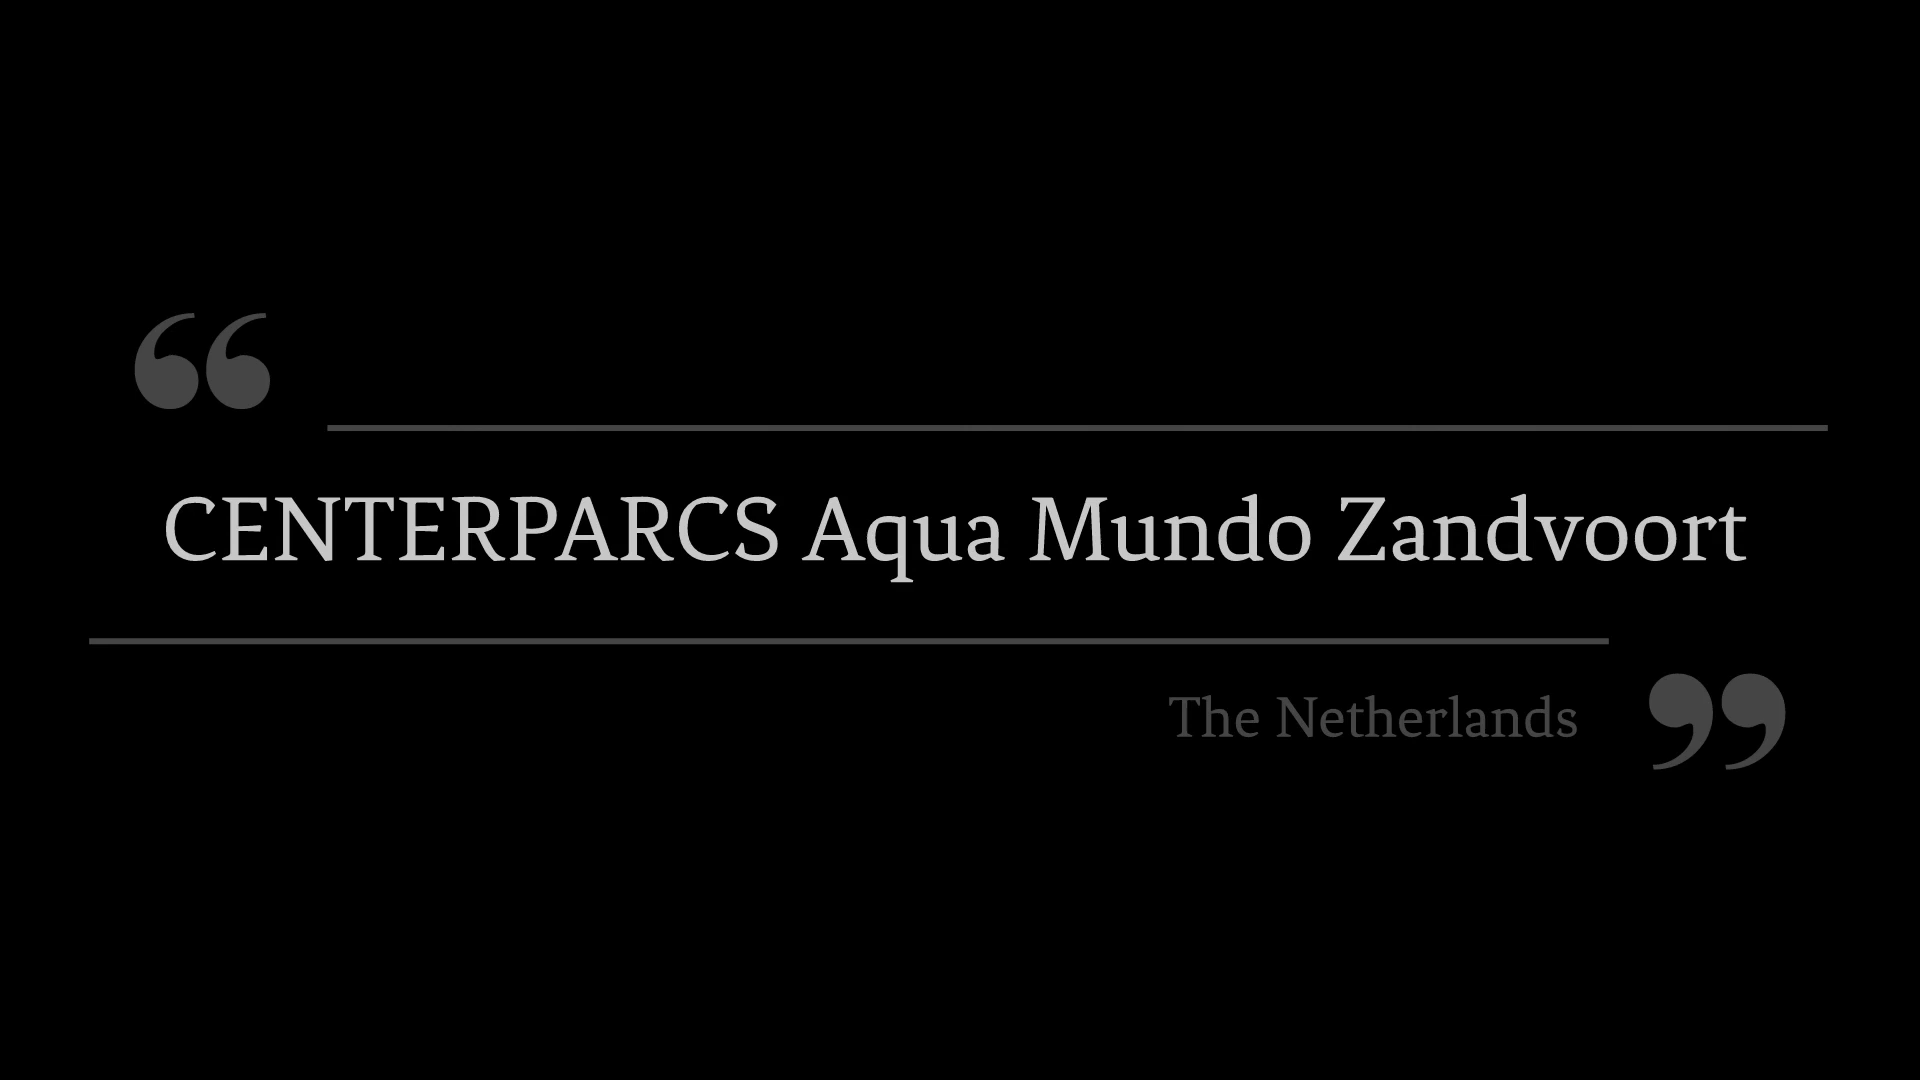 “
CENTERPARCS Aqua Mundo Zandvoort
The Netherlands ”